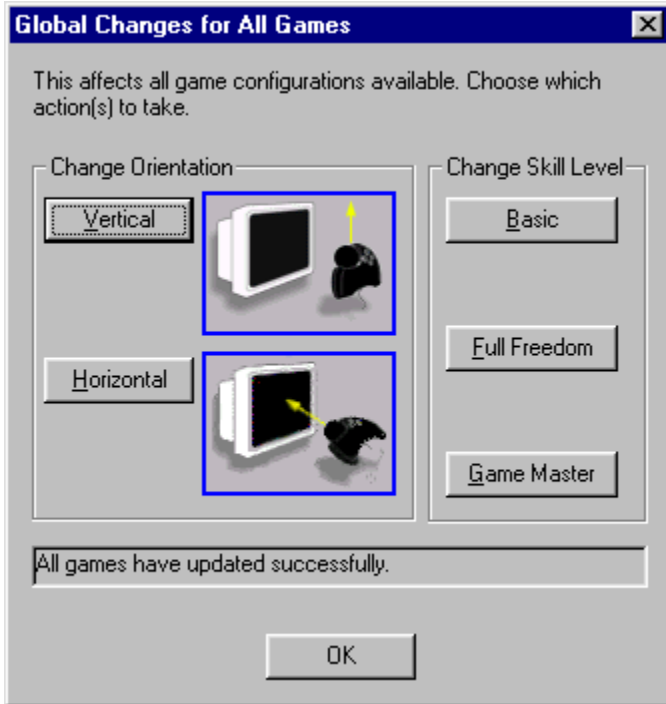 Global Changes for All Games
This affects all game configurations available. Choose which
action(s) to take.
Change Orientation
Vertical
Horizontal
Change Skill Level
Basic
Full Freedom
Game Master
All games have updated successfully.
OK